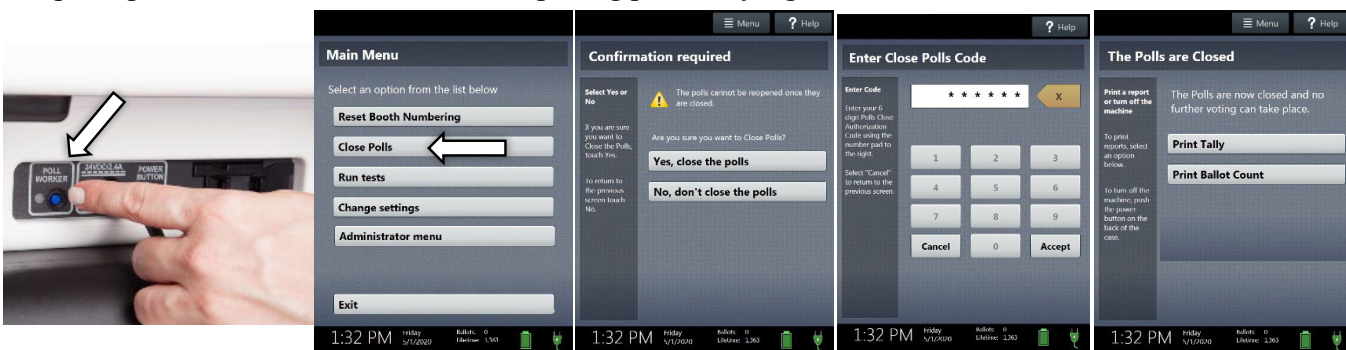 POLL
WORKER
24VDC/2.4A
POWER
BUTTON
Main Menu
Select an option from the list below
Reset Booth Numbering
Close Polls
Run tests
Change settings
Administrator menu
Exit
1:32 PM
Friday
5/1/2020
Ballots: 0
Menu
? Help
Confirmation required
Select Yes or
No
If you are sure
you want to
Close the Polls,
touch Yes.
To return to
the previous
screen touch
No.
The polls cannot be reopened once they
are closed.
Are you sure you want to Close Polls?
Yes, close the polls
No, don't close the polls
1:32 PM
Friday
5/1/2020
Ballots: 0
Lifetime: 1,363
? Help
Enter Close Polls Code
Enter Code
Enter your 6
digit Polls Close
Authorization
Code using the
number pad to
the right.
Select "Cancel"
to return to the
previous screen.
* * * * * *
X
1 2 3
4 5 6
7 8 9
Cancel 0 Accept
1:32 PM
Friday
5/1/2020
Ballots: 0
Lifetime: 1,363
Menu
? Help
The Polls are Closed
Print a report
or turn off the
machine
To print
reports, select
an option
below.
To turn off the
machine, push
the power
button on the
back of the
case.
The Polls are now closed and no
further voting can take place.
Print Tally
Print Ballot Count
1:32 PM
Friday
5/1/2020
Ballots: 0
Lifetime: 1,363